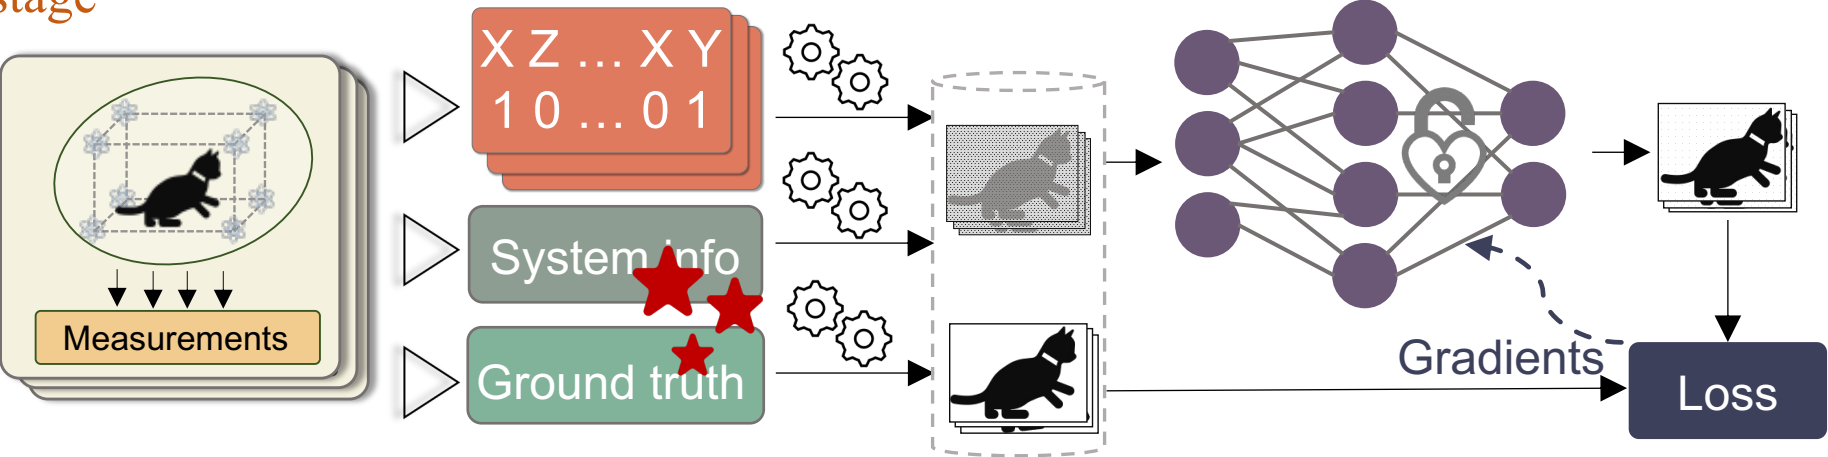 stage
X Z ... X Y
1 0 ... 0 1
System info
Ground truth
Measurements
Gradients
Loss